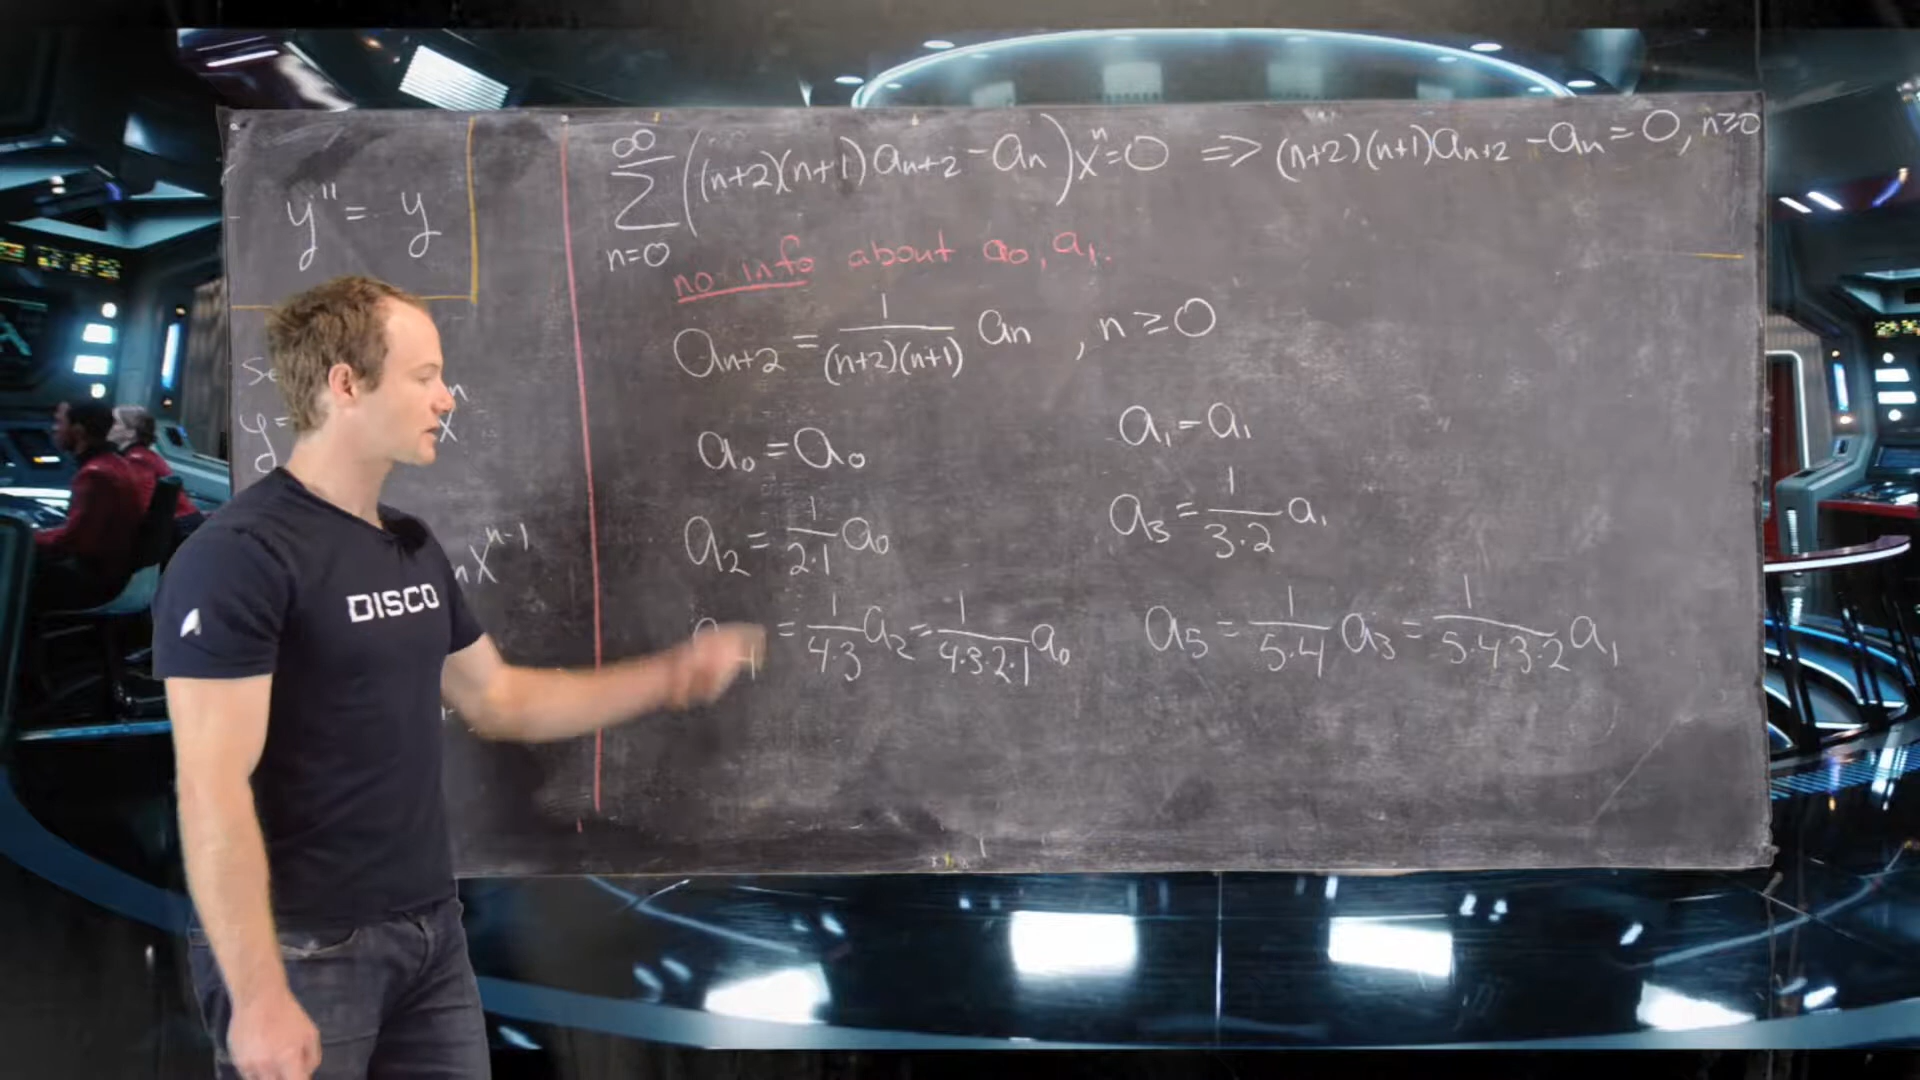 y'' = y
y=
x^n
n x^{n-1}
∞ ∑ n=0 ((n+2)(n+1)a_{n+2} - a_n)x^n = 0 ⇒ (n+2)(n+1)a_{n+2} - a_n = 0, n≥0
no info about a_0, a_1.
a_{n+2} = 1/((n+2)(n+1)) a_n , n ≥ 0
a_0 = a_0
a_1 = a_1
a_2 = 1/(2·1) a_0
a_3 = 1/(3·2) a_1
= 1/(4·3) a_2 = 1/(4·3·2·1) a_0
a_5 = 1/(5·4) a_3 = 1/(5·4·3·2) a_1
DISCO